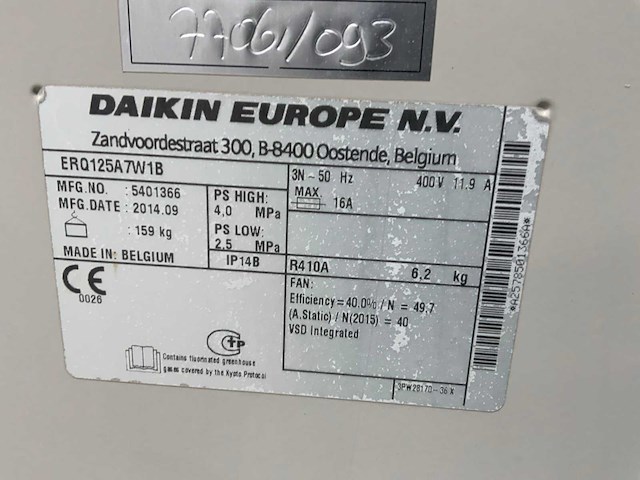 77061/093
DAIKIN EUROPE N.V.
Zandvoordestraat 300, B-8400 Oostende, Belgium
ERQ125A7W1B
MFG.NO. : 5401366
MFG.DATE : 2014.09
: 159 kg
MADE IN: BELGIUM
PS HIGH:
4,0 MPa
PS LOW:
2.5 MPa
IP14B
3N~50 Hz 400V 11.9 A
MAX.
16A
R410A 6,2 kg
CE
0026
FAN:
Efficiency=40.0% / N = 49,7
(A.Static) / N(2015) = 40
VSD Integrated
CTP
Contains fluorinated greenhouse
gases covered by the Kyoto Protocol
3PW28170-36X
*A2578501366A*